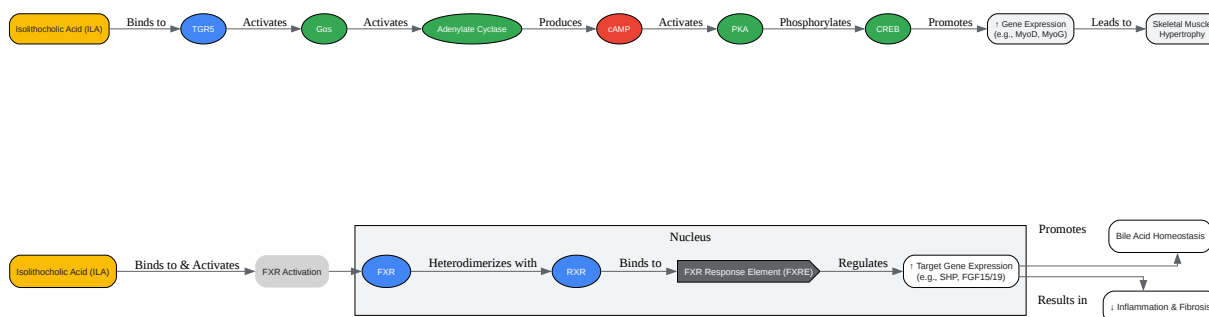 Isolithocholic Acid (ILA)
Binds to
TGR5
Activates
Gαs
Activates
Adenylate Cyclase
Produces
cAMP
Activates
PKA
Phosphorylates
CREB
Promotes
↑ Gene Expression
(e.g., MyoD, MyoG)
Leads to
Skeletal Muscle
Hypertrophy
Nucleus
Isolithocholic Acid (ILA)
Binds to & Activates
FXR Activation
FXR
Heterodimerizes with
RXR
Binds to
FXR Response Element (FXRE)
Regulates
↑ Target Gene Expression
(e.g., SHP, FGF15/19)
Promotes
Bile Acid Homeostasis
Results in
↓ Inflammation & Fibrosis